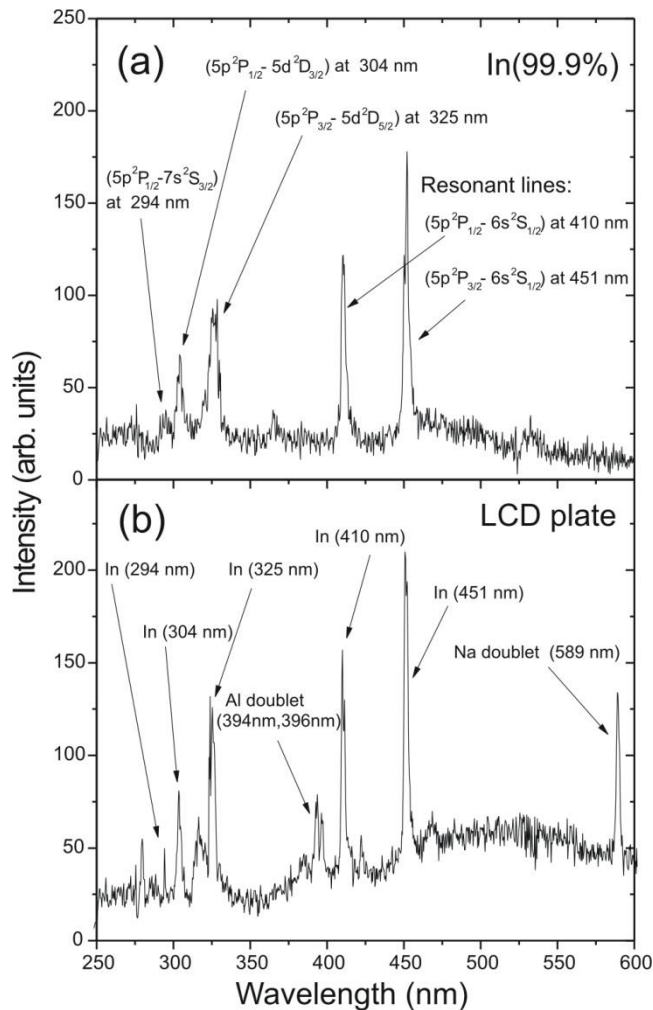 (a)
In(99.9%)
(5p²P₁/₂- 5d²D₃/₂) at 304 nm
(5p²P₃/₂- 5d²D₅/₂) at 325 nm
(5p²P₁/₂-7s²S₃/₂)
at 294 nm
Resonant lines:
(5p²P₁/₂- 6s²S₁/₂) at 410 nm
(5p²P₃/₂- 6s²S₁/₂) at 451 nm
250
200
150
100
50
0
Intensity (arb. units)
(b)
LCD plate
In (410 nm)
In (294 nm)
In (325 nm)
In (451 nm)
In (304 nm)
Na doublet (589 nm)
Al doublet
(394nm,396nm)
200
150
100
50
0
250 300 350 400 450 500 550 600
Wavelength (nm)